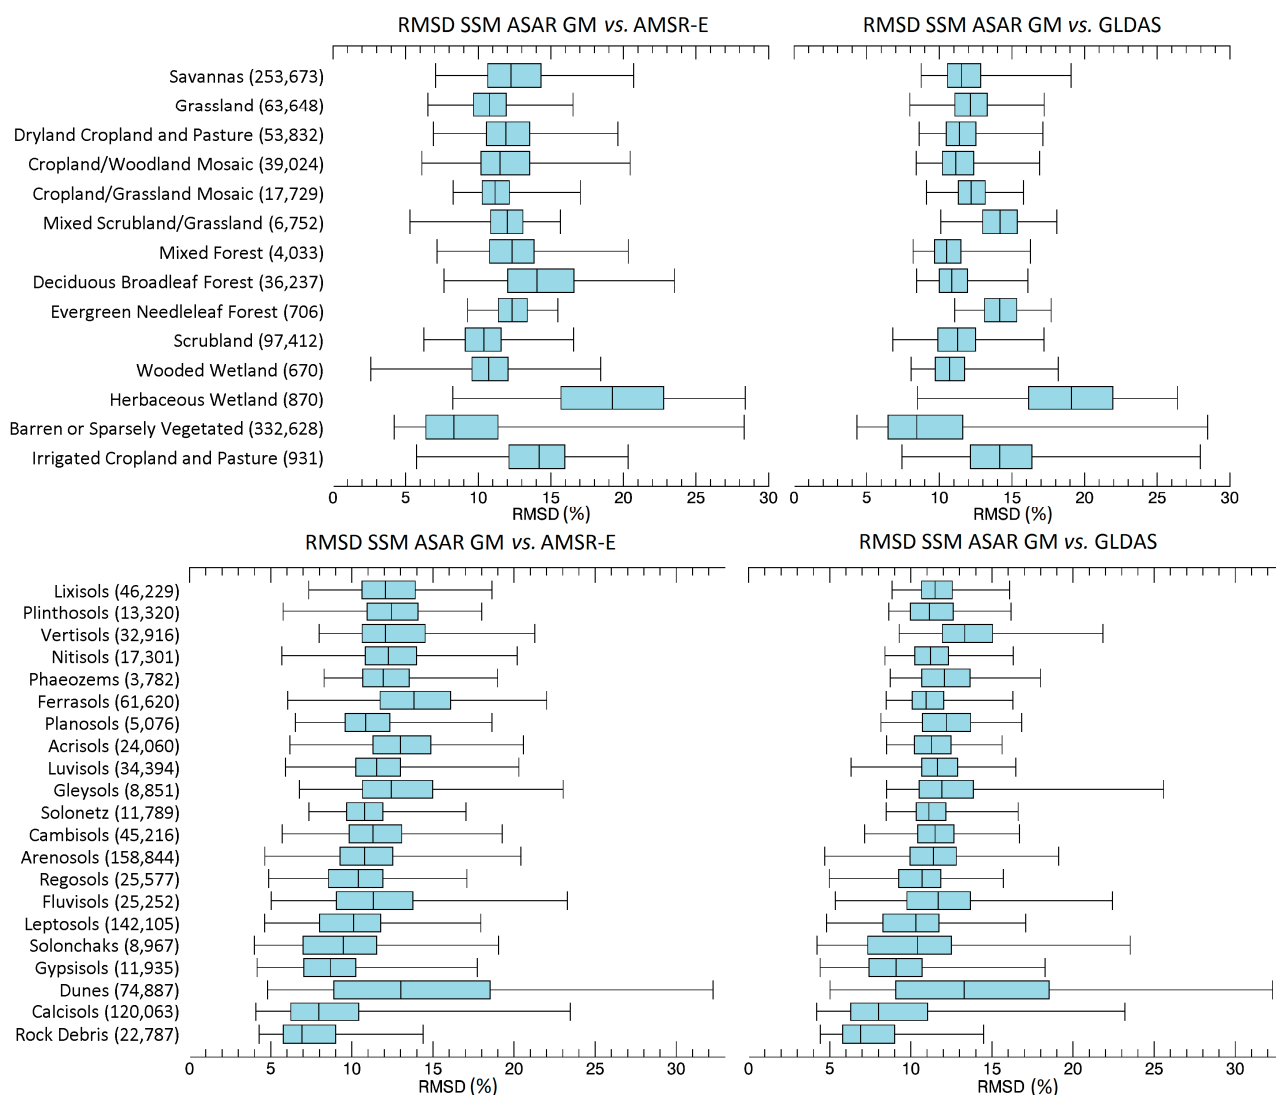 RMSD SSM ASAR GM vs. AMSR-E
RMSD SSM ASAR GM vs. GLDAS
Savannas (253,673)
Grassland (63,648)
Dryland Cropland and Pasture (53,832)
Cropland/Woodland Mosaic (39,024)
Cropland/Grassland Mosaic (17,729)
Mixed Scrubland/Grassland (6,752)
Mixed Forest (4,033)
Deciduous Broadleaf Forest (36,237)
Evergreen Needleleaf Forest (706)
Scrubland (97,412)
Wooded Wetland (670)
Herbaceous Wetland (870)
Barren or Sparsely Vegetated (332,628)
Irrigated Cropland and Pasture (931)
0 5 10 15 20 25 30
0 5 10 15 20 25 30
RMSD (%)
RMSD (%)
RMSD SSM ASAR GM vs. AMSR-E
RMSD SSM ASAR GM vs. GLDAS
Lixisols (46,229)
Plinthosols (13,320)
Vertisols (32,916)
Nitisols (17,301)
Phaeozems (3,782)
Ferrasols (61,620)
Planosols (5,076)
Acrisols (24,060)
Luvisols (34,394)
Gleysols (8,851)
Solonetz (11,789)
Cambisols (45,216)
Arenosols (158,844)
Regosols (25,577)
Fluvisols (25,252)
Leptosols (142,105)
Solonchaks (8,967)
Gypsisols (11,935)
Dunes (74,887)
Calcisols (120,063)
Rock Debris (22,787)
0 5 10 15 20 25 30
0 5 10 15 20 25 30
RMSD (%)
RMSD (%)